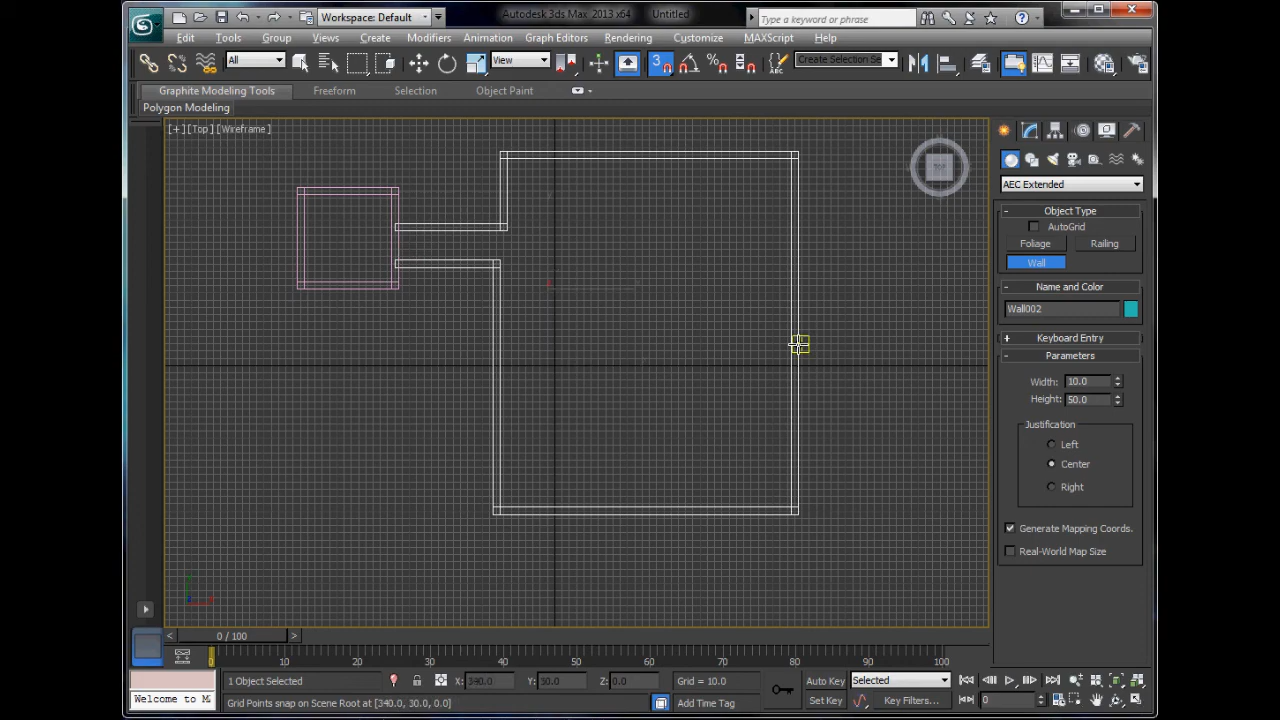 Workspace: Default
Autodesk 3ds Max 2013 x64
Untitled
Type a keyword or phrase
Edit Tools Group Views Create Modifiers Animation Graph Editors Rendering Customize MAXScript Help
All
View
3
Create Selection Se
Graphite Modeling Tools Freeform Selection Object Paint
Polygon Modeling
[+] [Top] [Wireframe]
TOP
AEC Extended
- Object Type
AutoGrid
Foliage Railing
Wall
- Name and Color
Wall002
+ Keyboard Entry
- Parameters
Width: 10.0
Height: 50.0
Justification
Left
Center
Right
Generate Mapping Coords.
Real-World Map Size
< 0 / 100 >
0 10 20 30 40 50 60 70 80 90 100
1 Object Selected X: 340.0 Y: 30.0 Z: 0.0 Grid = 10.0 Auto Key Selected
Welcome to M
Grid Points snap on Scene Root at [340.0, 30.0, 0.0] Add Time Tag Set Key Key Filters... 0